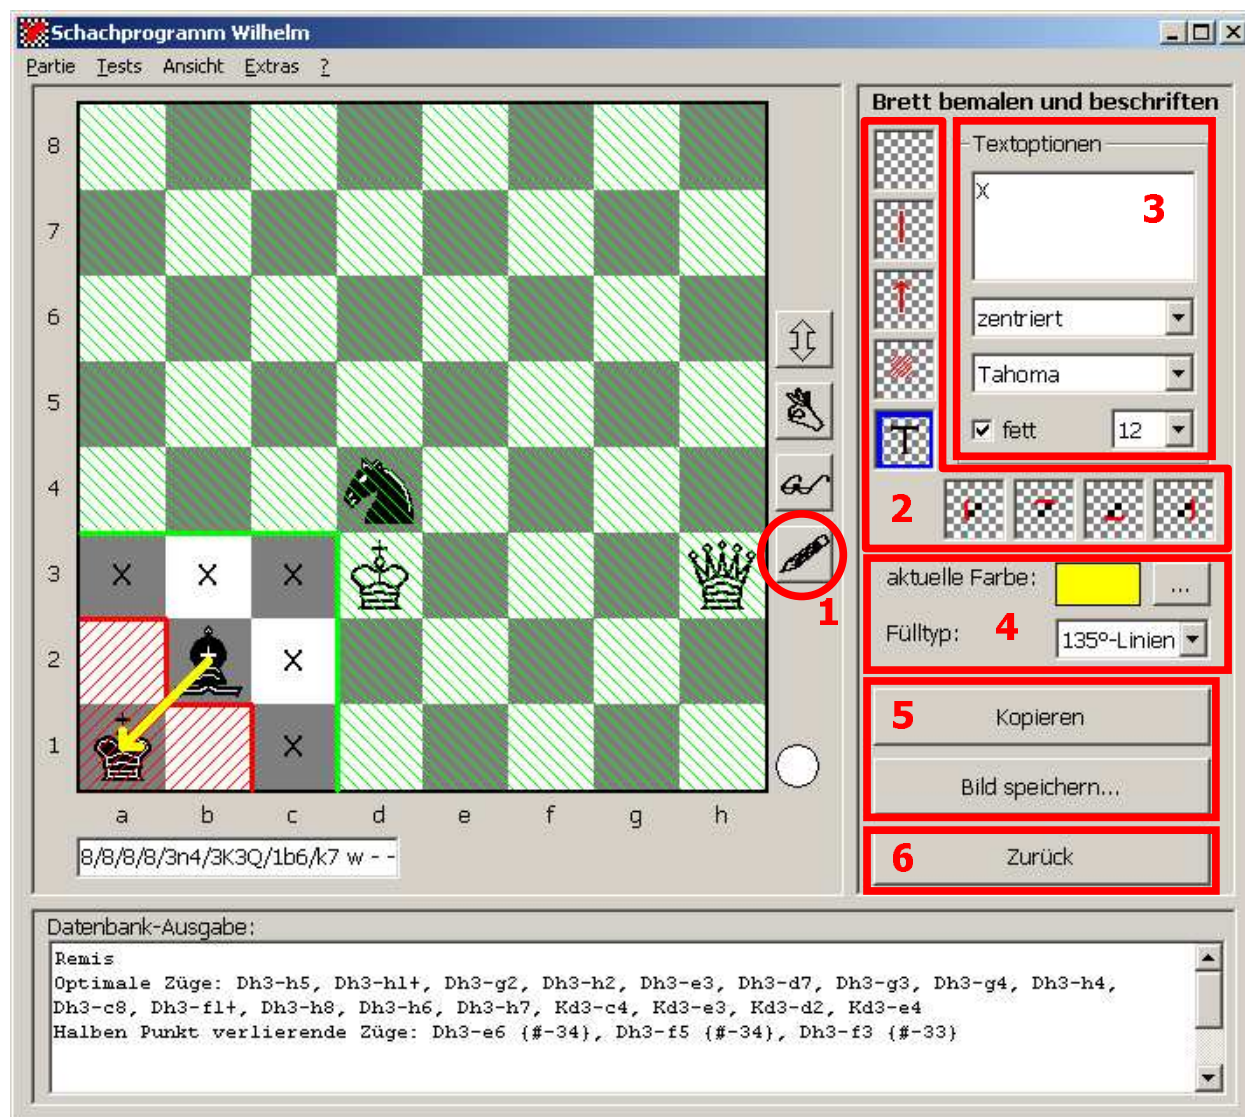 Schachprogramm Wilhelm
Partie Tests Ansicht Extras ?
8
7
6
5
4
3
2
1
X X X
X
X
a b c d e f g h
8/8/8/8/3n4/3K3Q/1b6/k7 w - -
1
Brett bemalen und beschriften
Textoptionen
X
3
zentriert
Tahoma
fett 12
T
2
aktuelle Farbe: ...
Fülltyp: 4 135º-Linien
5 Kopieren
Bild speichern...
6 Zurück
Datenbank-Ausgabe:
Remis
Optimale Züge: Dh3-h5, Dh3-h1+, Dh3-g2, Dh3-h2, Dh3-e3, Dh3-d7, Dh3-g3, Dh3-g4, Dh3-h4,
Dh3-c8, Dh3-f1+, Dh3-h8, Dh3-h6, Dh3-h7, Kd3-c4, Kd3-e3, Kd3-d2, Kd3-e4
Halben Punkt verlierende Züge: Dh3-e6 {#-34}, Dh3-f5 {#-34}, Dh3-f3 {#-33}